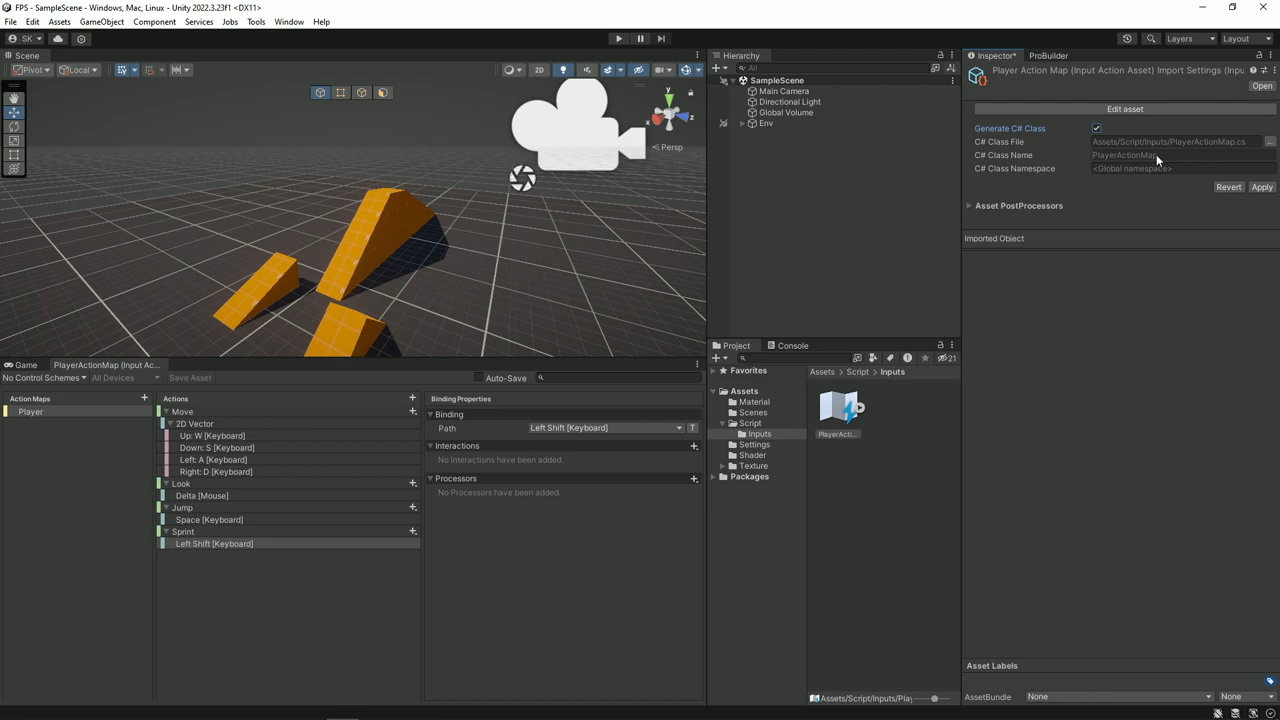 FPS - SampleScene - Windows, Mac, Linux - Unity 2022.3.23f1 <DX11>
File Edit Assets GameObject Component Services Jobs Tools Window Help
SK Layers Layout
Scene
Pivot Local 2D
y
x z
Persp
Hierarchy
All
SampleScene
Main Camera
Directional Light
Global Volume
Env
Inspector* ProBuilder
Player Action Map (Input Action Asset) Import Settings (Inpu
Open
Edit asset
Generate C# Class
C# Class File Assets/Script/Inputs/PlayerActionMap.cs ...
C# Class Name PlayerActionMap
C# Class Namespace <Global namespace>
Revert Apply
Asset PostProcessors
Imported Object
Game PlayerActionMap (Input Ac...
No Control Schemes All Devices Save Asset Auto-Save
Action Maps
Player
Actions
Move
2D Vector
Up: W [Keyboard]
Down: S [Keyboard]
Left: A [Keyboard]
Right: D [Keyboard]
Look
Delta [Mouse]
Jump
Space [Keyboard]
Sprint
Left Shift [Keyboard]
Binding Properties
Binding
Path Left Shift [Keyboard] T
Interactions
No Interactions have been added.
Processors
No Processors have been added.
Project Console
21
Favorites
Assets
Material
Scenes
Script
Inputs
Settings
Shader
Texture
Packages
Assets > Script > Inputs
PlayerActi...
Assets/Script/Inputs/Pla
Asset Labels
AssetBundle None None